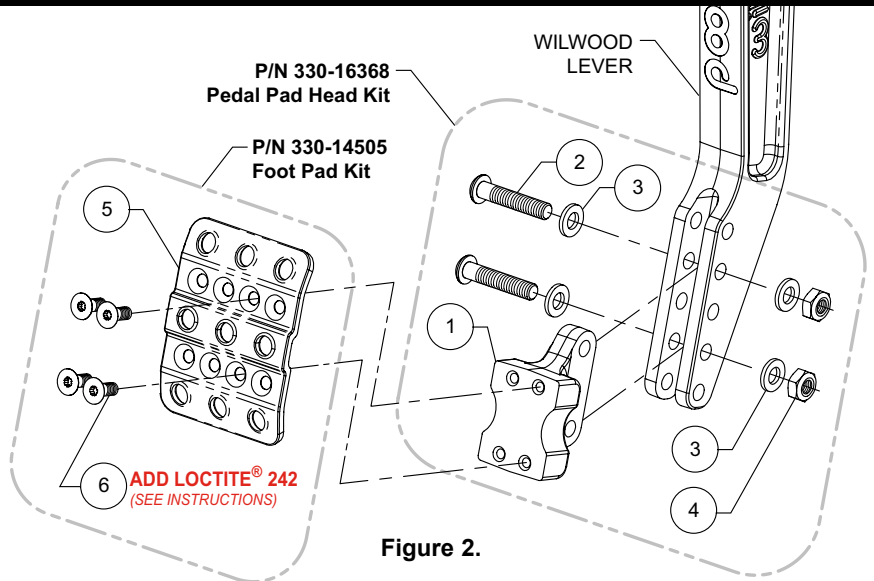 WILWOOD
LEVER
P/N 330-16368
Pedal Pad Head Kit
P/N 330-14505
Foot Pad Kit
2
3
5
1
3
6
ADD LOCTITE® 242
(SEE INSTRUCTIONS)
4
Figure 2.